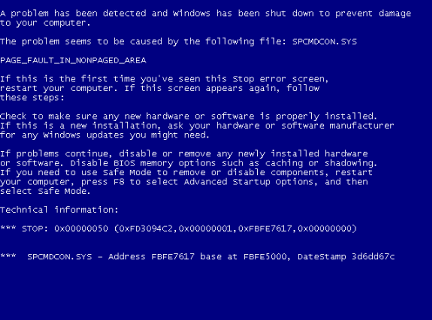 A problem has been detected and windows has been shut down to prevent damage
to your computer.
The problem seems to be caused by the following file: SPCMDCON.SYS
PAGE_FAULT_IN_NONPAGED_AREA
If this is the first time you've seen this Stop error screen,
restart your computer. If this screen appears again, follow
these steps:
Check to make sure any new hardware or software is properly installed.
If this is a new installation, ask your hardware or software manufacturer
for any Windows updates you might need.
If problems continue, disable or remove any newly installed hardware
or software. Disable BIOS memory options such as caching or shadowing.
If you need to use Safe Mode to remove or disable components, restart
your computer, press F8 to select Advanced Startup Options, and then
select Safe Mode.
Technical information:
*** STOP: 0x00000050 (0xFD3094C2,0x00000001,0xFBFE7617,0x00000000)
*** SPCMDCON.SYS - Address FBFE7617 base at FBFE5000, DateStamp 3d6dd67c